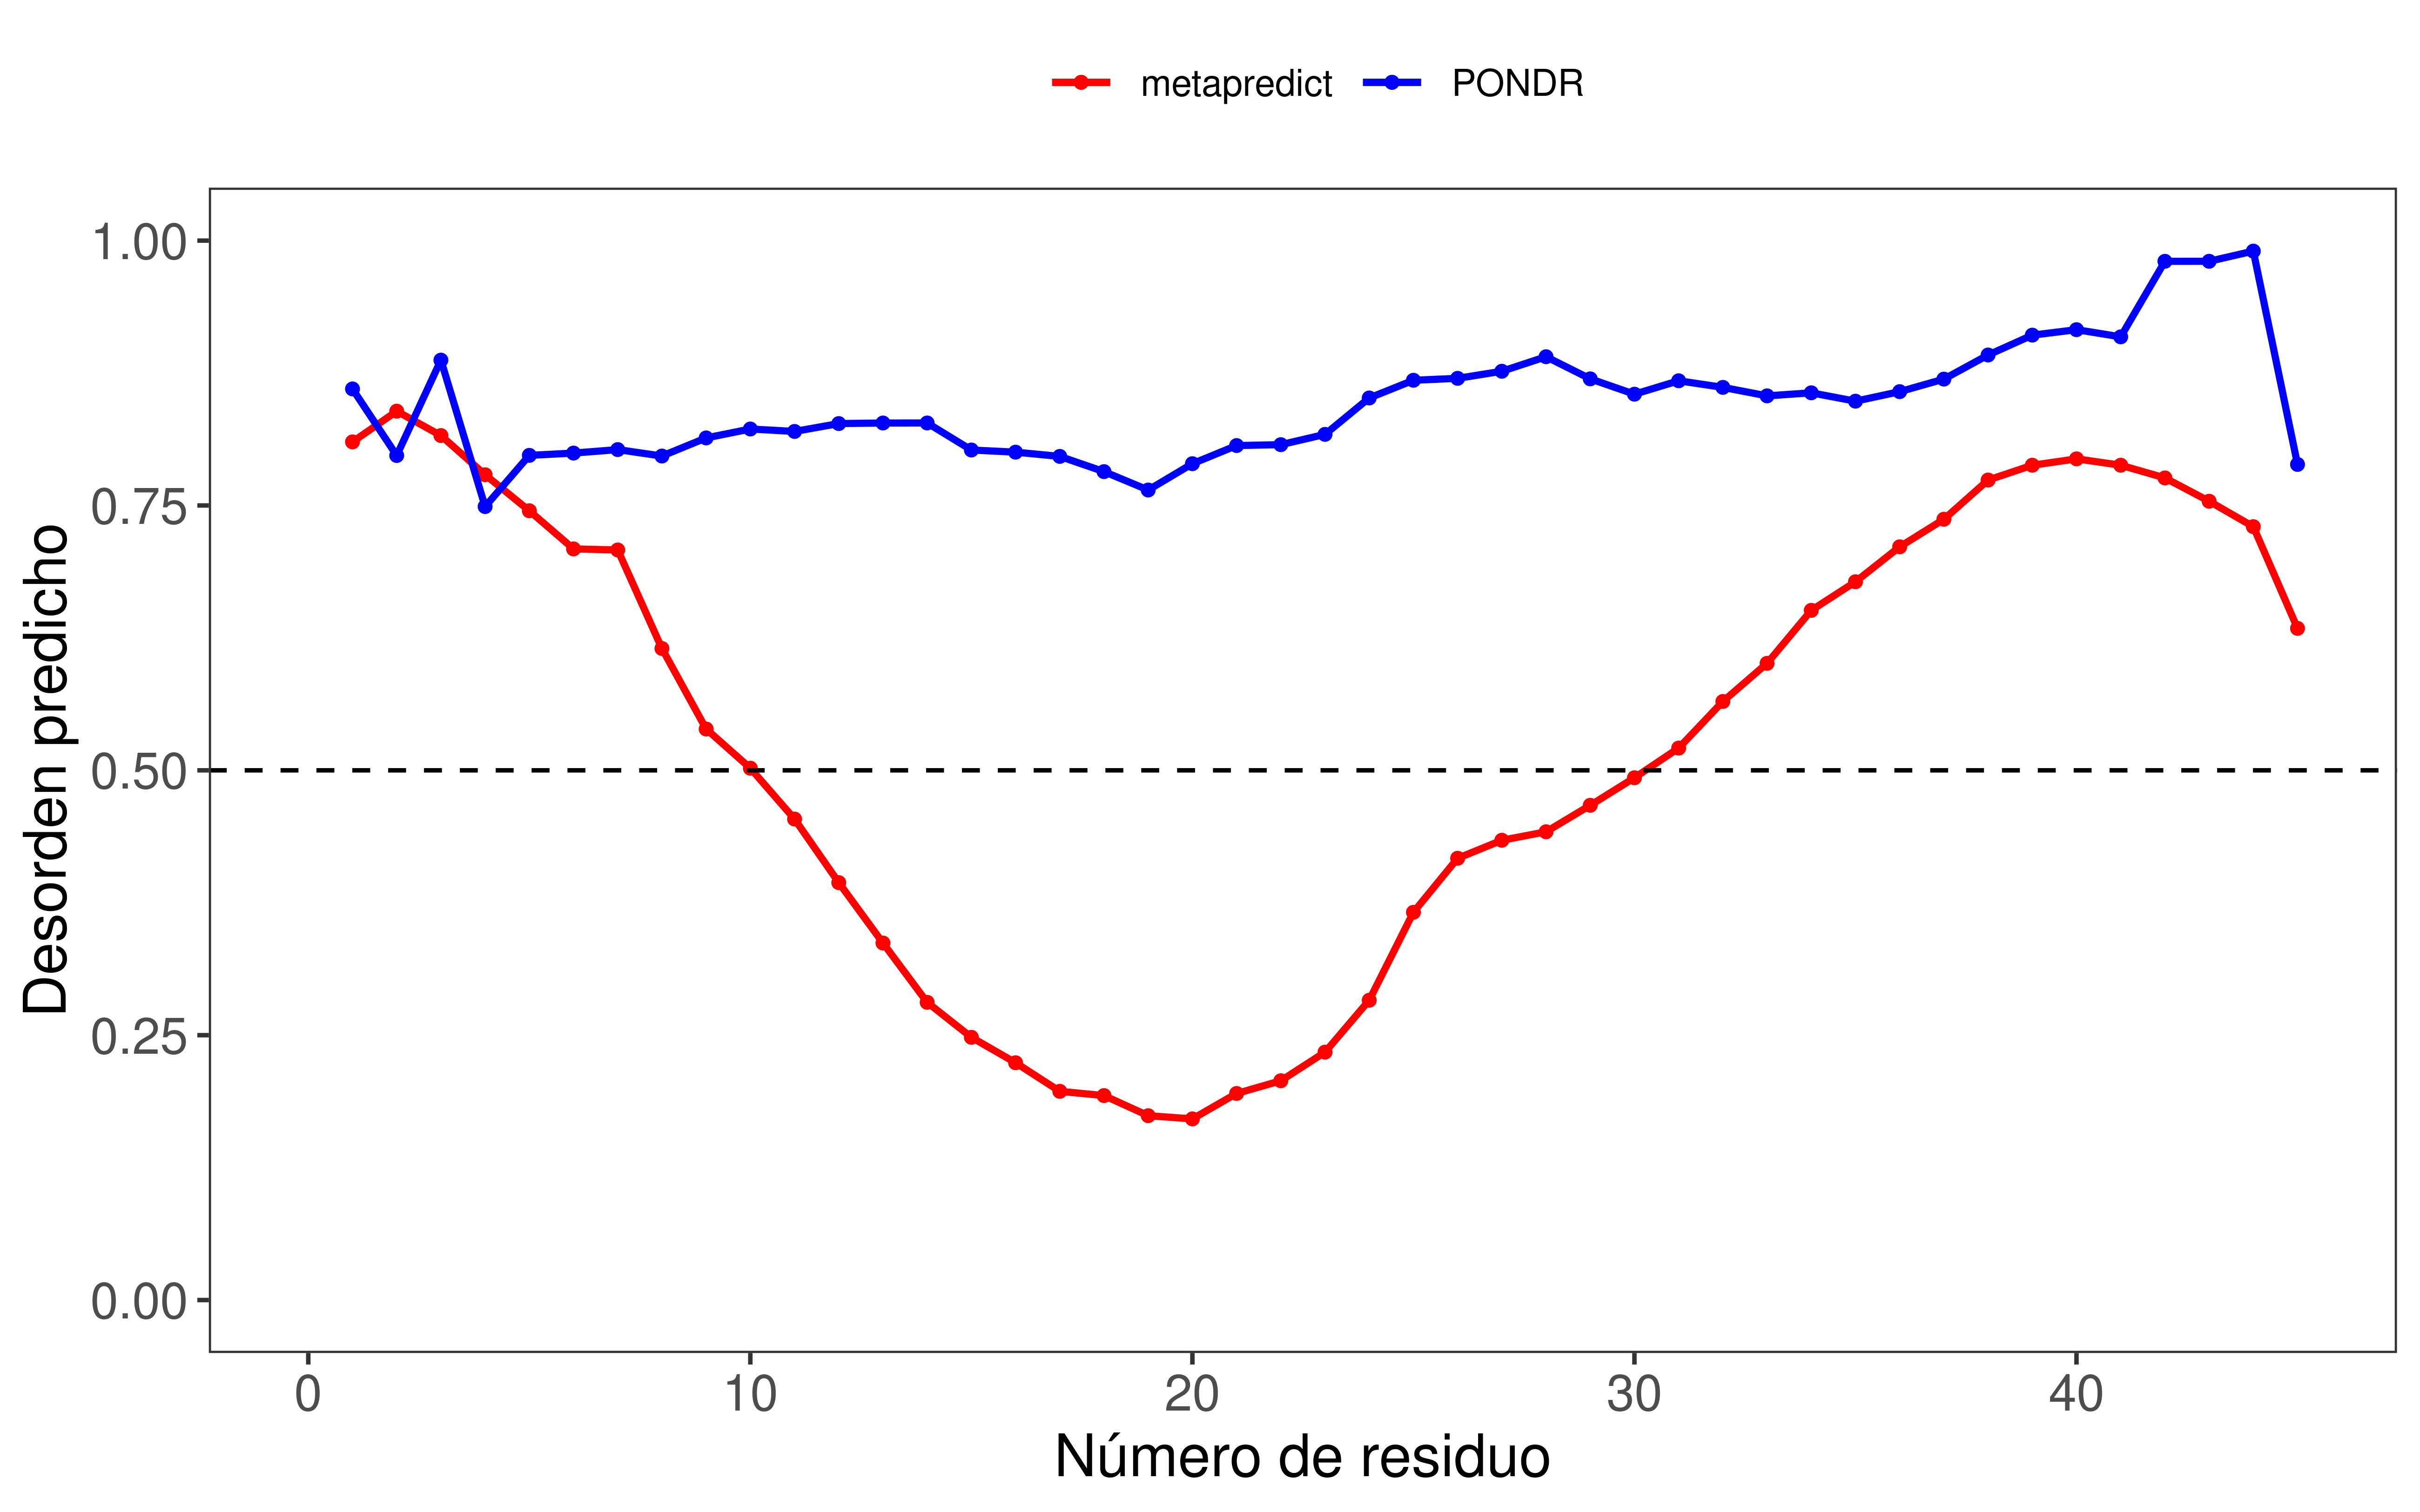 metapredict PONDR
Desorden predicho
1.00
0.75
0.50
0.25
0.00
0 10 20 30 40
Número de residuo